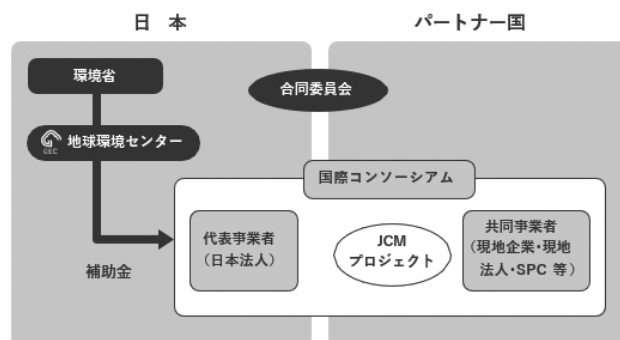 日 本
パートナー国
環境省
合同委員会
GEC
地球環境センター
国際コンソーシアム
代表事業者
（日本法人）
JCM
プロジェクト
共同事業者
（現地企業・現地
法人・SPC 等）
補助金